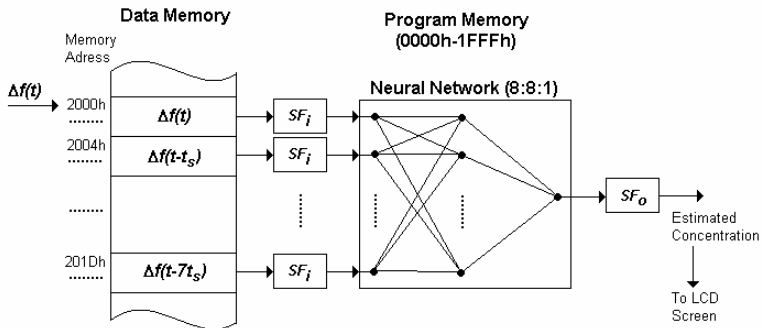 Data Memory
Program Memory
(0000h-1FFFh)
Memory
Adress
Neural Network (8:8:1)
Δf(t)
2000h
........
Δf(t)
SFi
2004h
........
Δf(t-ts)
SFi
........
........
........
........
SFo
Estimated
Concentration
201Dh
........
Δf(t-7ts)
SFi
To LCD
Screen